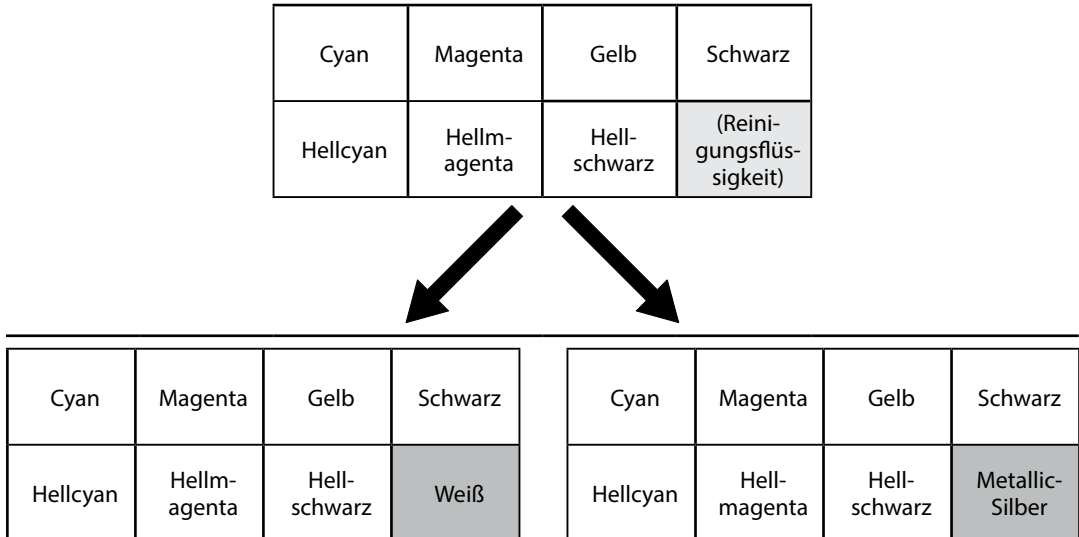 Cyan Magenta Gelb Schwarz
Hellcyan
Hellm-
agenta
Hell-
schwarz
(Reini-
gungsflüs-
sigkeit)
Cyan Magenta Gelb Schwarz
Hellcyan
Hellm-
agenta
Hell-
schwarz
Weiß
Cyan Magenta Gelb Schwarz
Hellcyan
Hell-
magenta
Hell-
schwarz
Metallic-
Silber